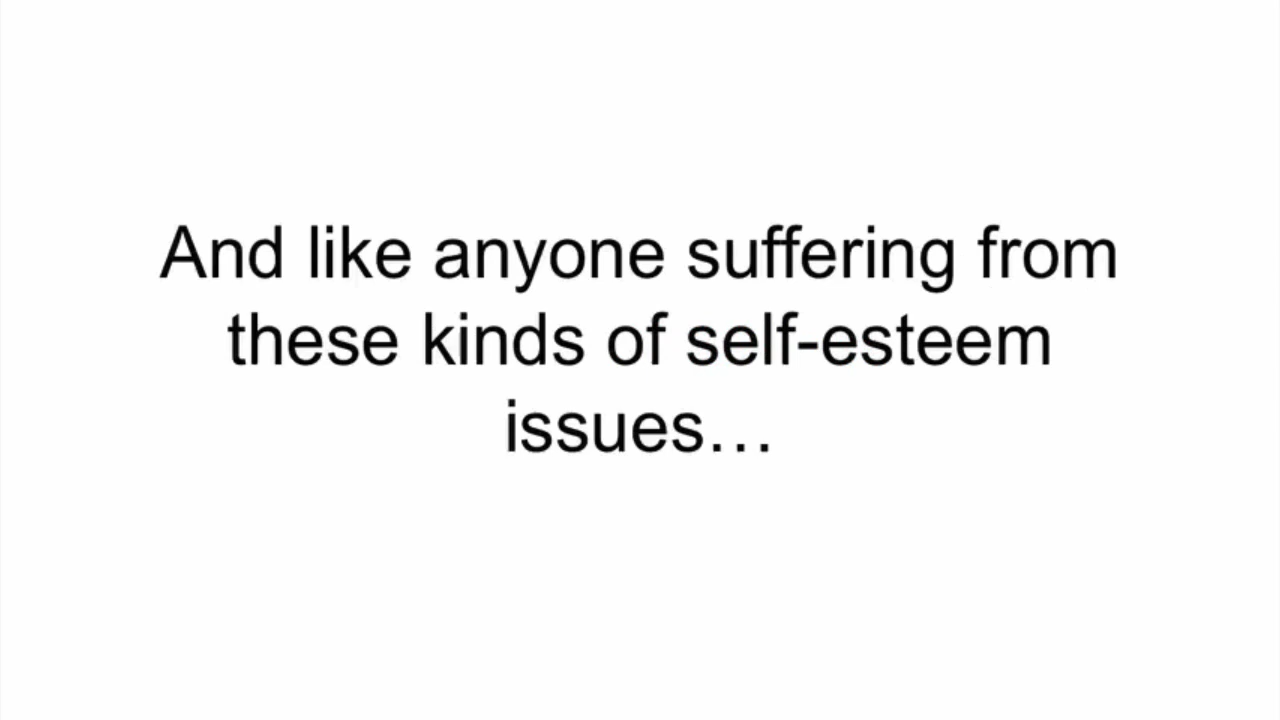 And like anyone suffering from
these kinds of self-esteem
issues…